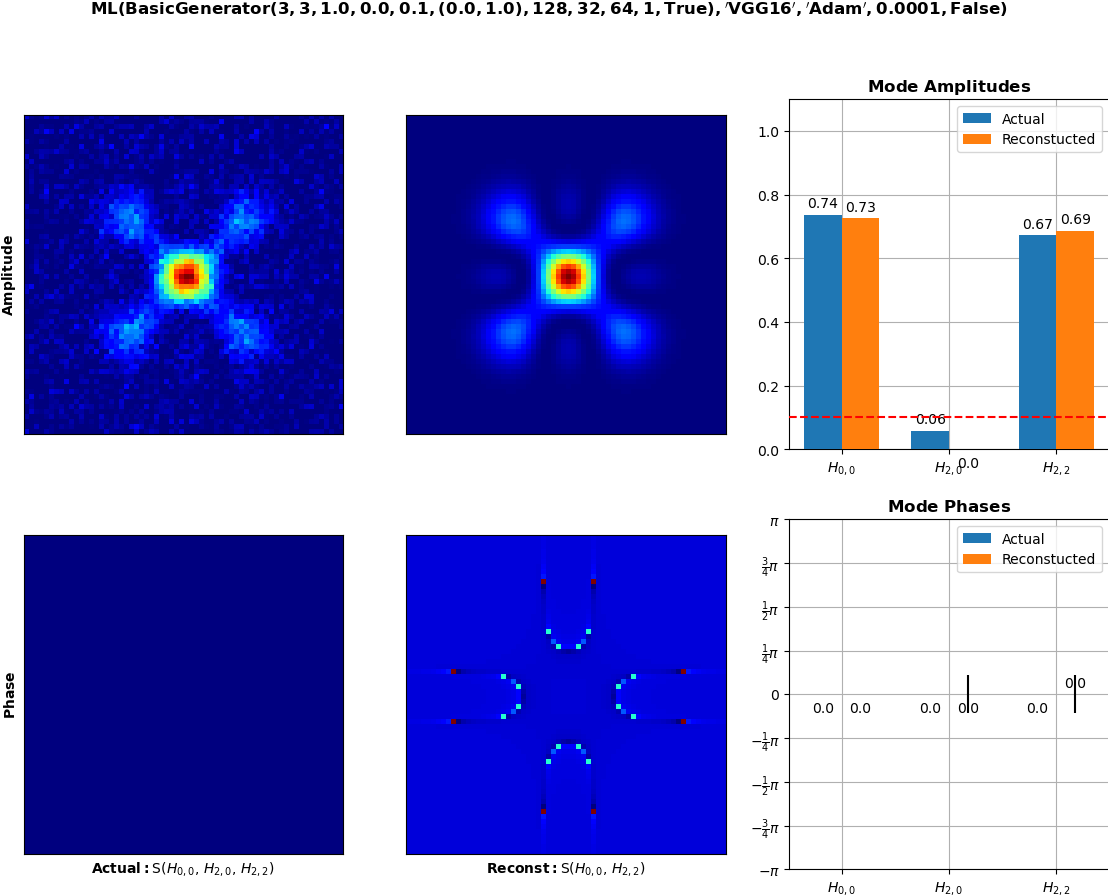 ML(BasicGenerator(3, 3, 1.0, 0.0, 0.1, (0.0, 1.0), 128, 32, 64, 1, True), ′VGG16′, ′Adam′, 0.0001, False)
Amplitude
Mode Amplitudes
Actual
Reconstucted
1.0
0.8
0.6
0.4
0.2
0.0
0.74
0.73
0.06
0.0
0.67
0.69
H0,0
H2,0
H2,2
Phase
Actual: S(H0,0, H2,0, H2,2)
Reconst: S(H0,0, H2,2)
Mode Phases
Actual
Reconstucted
π
3/4π
1/2π
1/4π
0
−1/4π
−1/2π
−3/4π
−π
0.0
0.0
0.0
0.0
0.0
0.0
H0,0
H2,0
H2,2